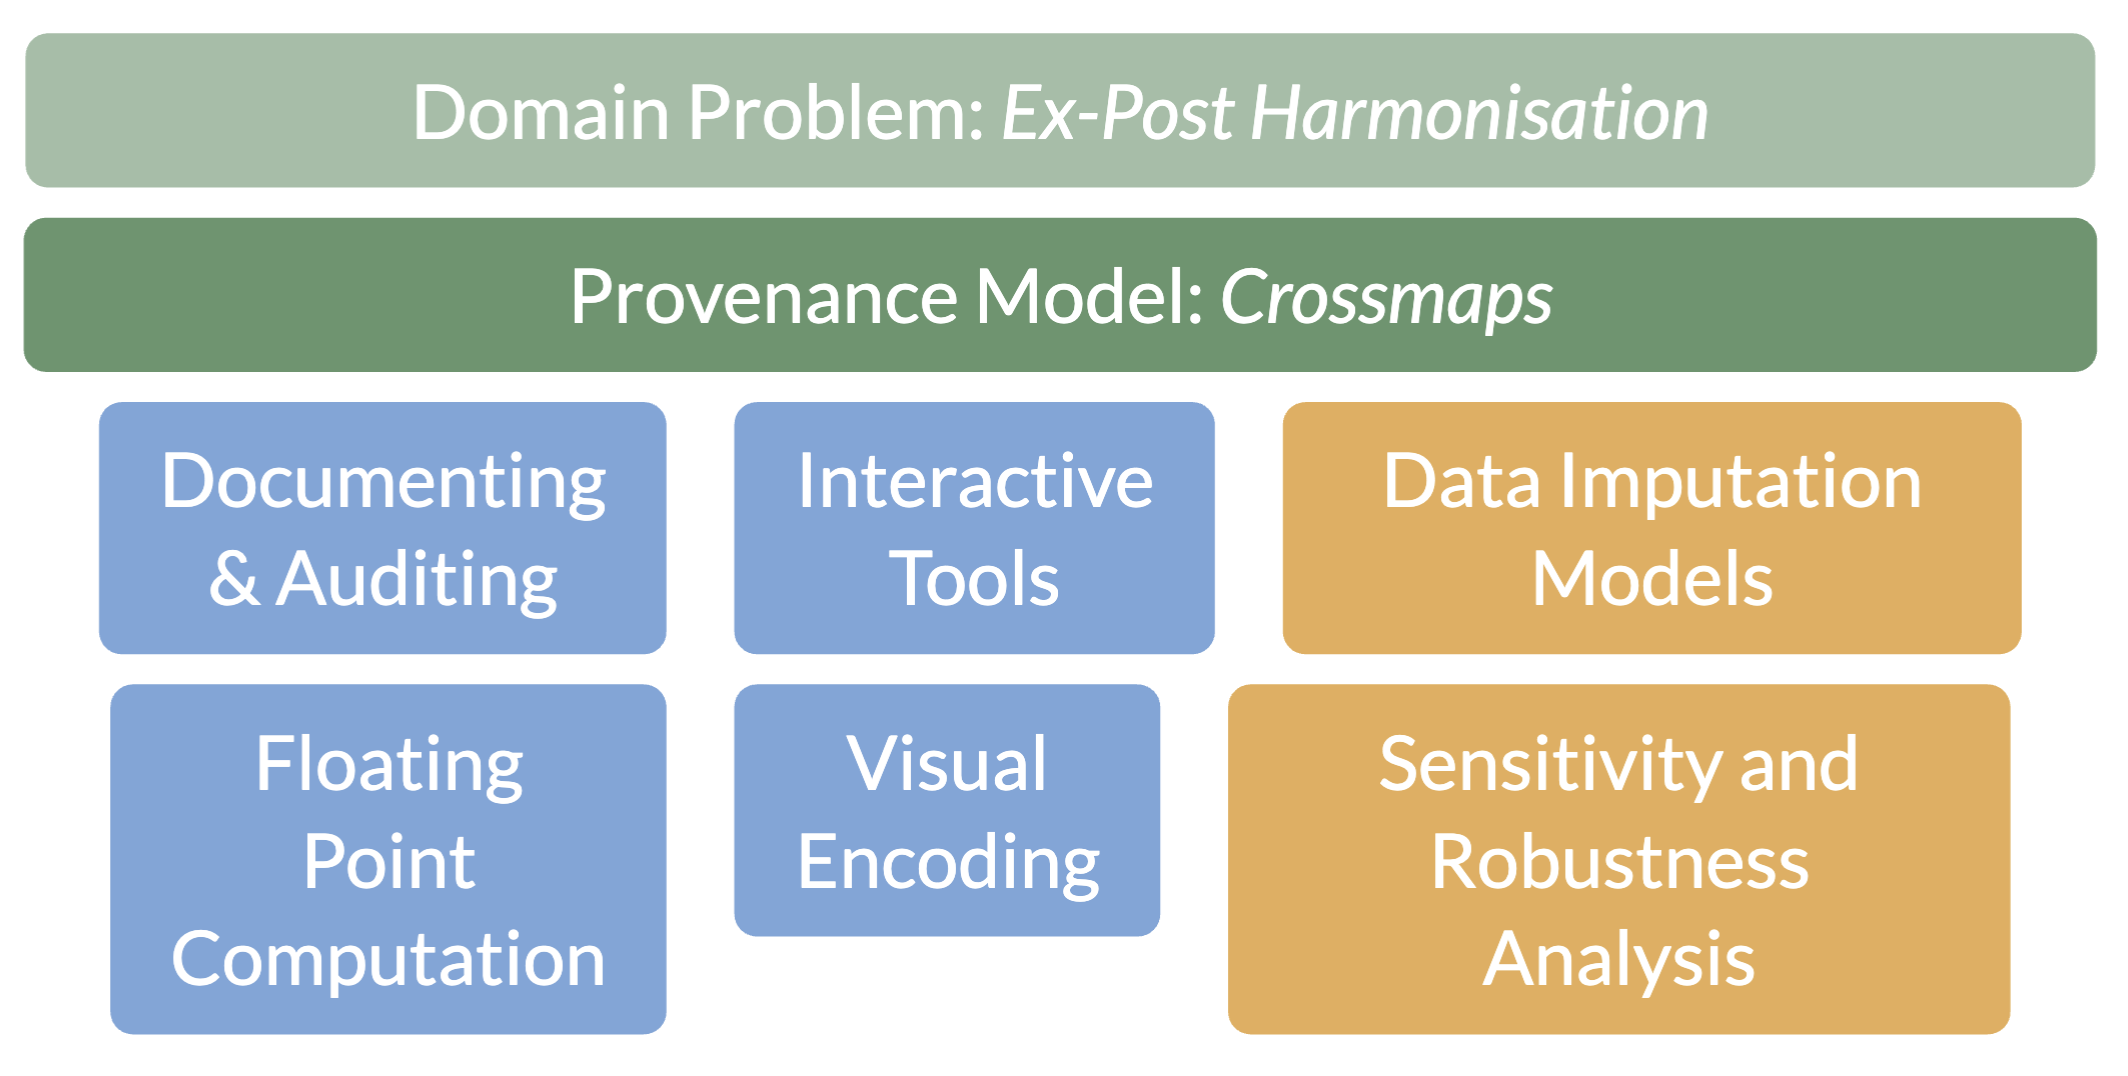 Domain Problem: Ex-Post Harmonisation
Provenance Model: Crossmaps
Documenting
& Auditing
Interactive
Tools
Data Imputation
Models
Floating
Point
Computation
Visual
Encoding
Sensitivity and
Robustness
Analysis